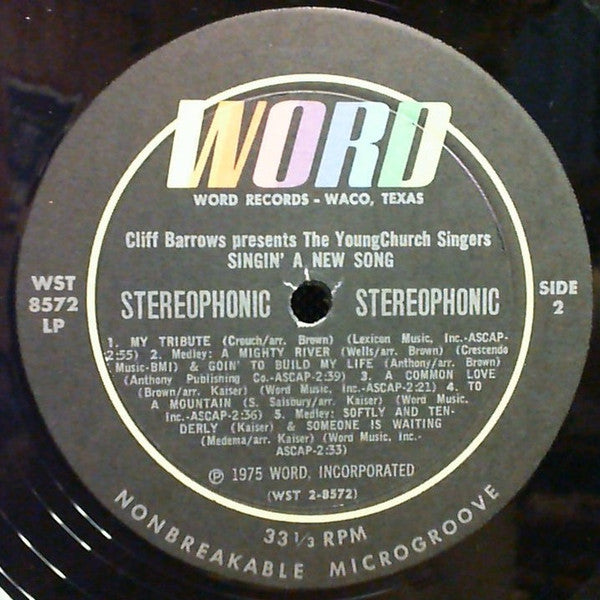 WORD
WORD RECORDS - WACO, TEXAS
Cliff Barrows presents The YoungChurch Singers
SINGIN' A NEW SONG
WST
8572
LP
STEREOPHONIC STEREOPHONIC
SIDE
2
1. MY TRIBUTE (Crouch/arr. Brown) (Lexicon Music, Inc.-ASCAP-
2:55) 2. Medley: A MIGHTY RIVER (Wells/arr. Brown) (Crescendo
Music-BMI) & GOIN' TO BUILD MY LIFE (Anthony/arr. Brown)
(Anthony Publishing Co.-ASCAP-2:39) 3. A COMMON LOVE
(Brown/arr. Kaiser) (Word Music, Inc.-ASCAP-2:21) 4. TO
A MOUNTAIN (S. Salsbury/arr. Kaiser) (Word Music,
Inc.-ASCAP-2:36) 5. Medley: SOFTLY AND TEN-
DERLY (Kaiser) & SOMEONE IS WAITING
(Medema/arr. Kaiser) (Word Music, Inc.-
ASCAP-2:33)
℗ 1975 WORD, INCORPORATED
(WST 2-8572)
33 1/3 RPM
NONBREAKABLE MICROGROOVE